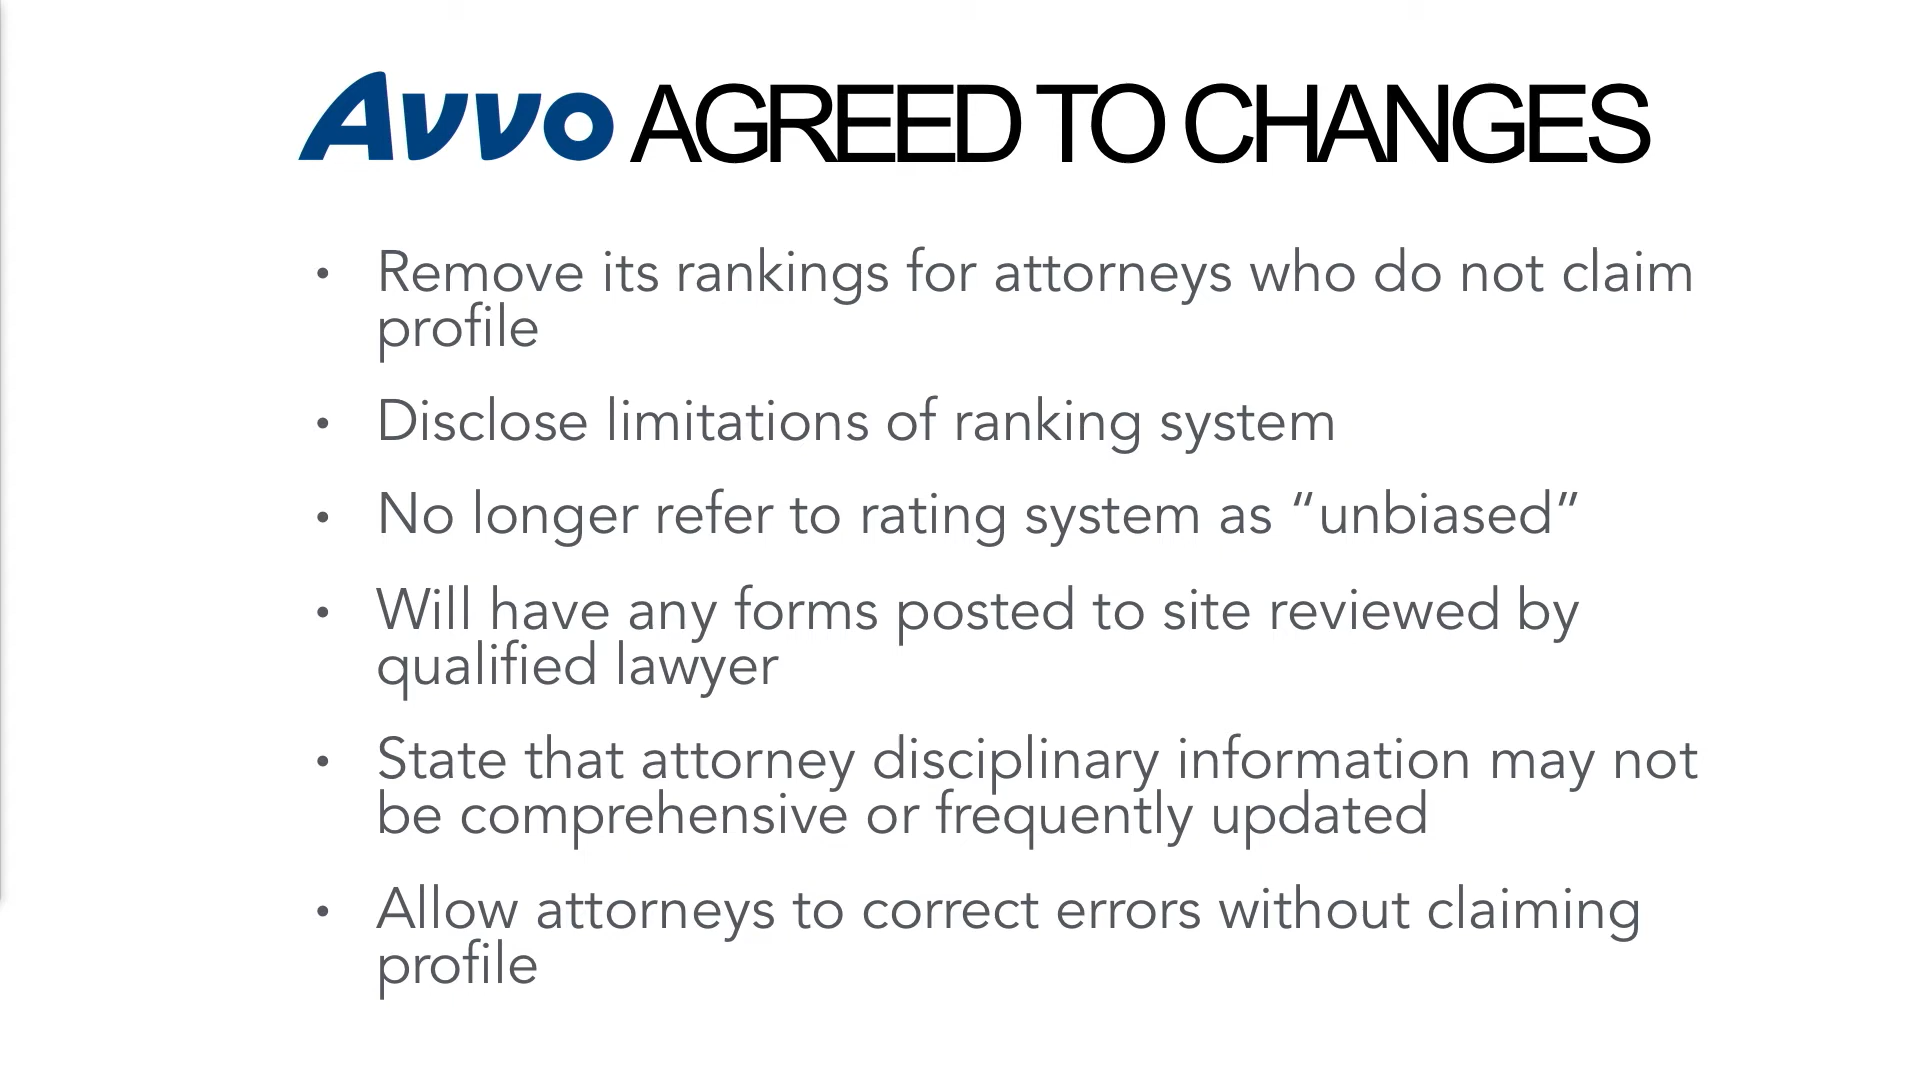 Avvo AGREED TO CHANGES
• Remove its rankings for attorneys who do not claim
profile
• Disclose limitations of ranking system
• No longer refer to rating system as “unbiased”
• Will have any forms posted to site reviewed by
qualified lawyer
• State that attorney disciplinary information may not
be comprehensive or frequently updated
• Allow attorneys to correct errors without claiming
profile